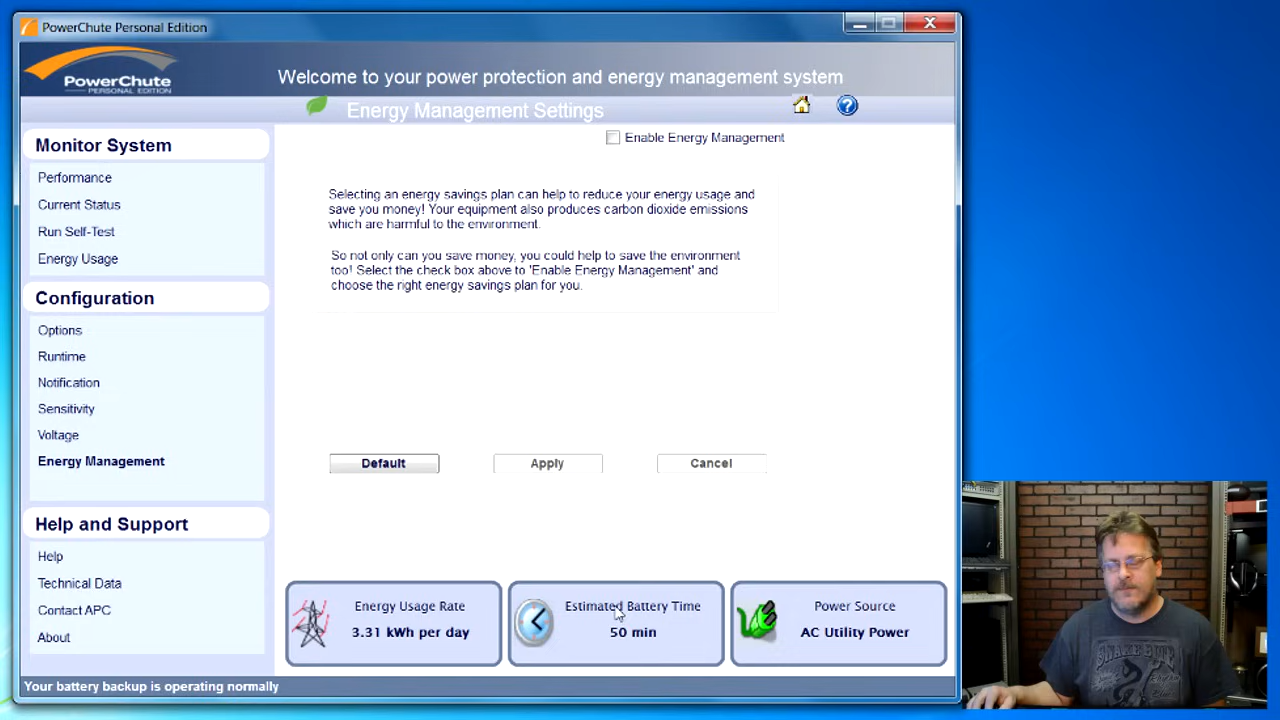 PowerChute Personal Edition
PowerChute
PERSONAL EDITION
Welcome to your power protection and energy management system
Energy Management Settings
Monitor System
Performance
Current Status
Run Self-Test
Energy Usage
Configuration
Options
Runtime
Notification
Sensitivity
Voltage
Energy Management
Help and Support
Help
Technical Data
Contact APC
About
Enable Energy Management
Selecting an energy savings plan can help to reduce your energy usage and
save you money! Your equipment also produces carbon dioxide emissions
which are harmful to the environment.
So not only can you save money, you could help to save the environment
too! Select the check box above to 'Enable Energy Management' and
choose the right energy savings plan for you.
Default
Apply
Cancel
Energy Usage Rate
3.31 kWh per day
Estimated Battery Time
50 min
Power Source
AC Utility Power
Your battery backup is operating normally
SNAKE BITE